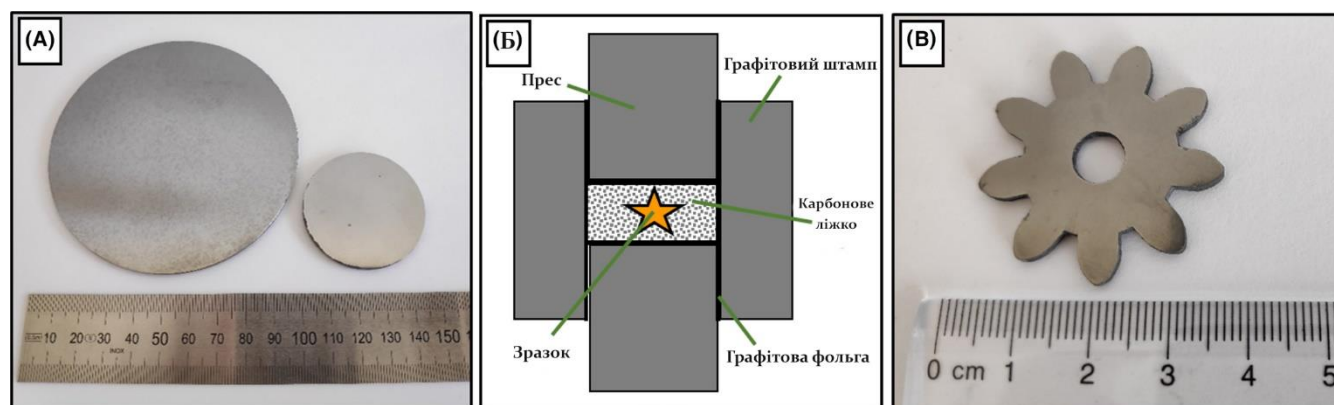 (А)
10 20 30 40 50 60 70 80 90 100 110 120 130 140 150
INOX
(Б)
Прес
Графітовий штамп
Карбонове
ліжко
Зразок
Графітова фольга
(В)
0 cm 1 2 3 4 5